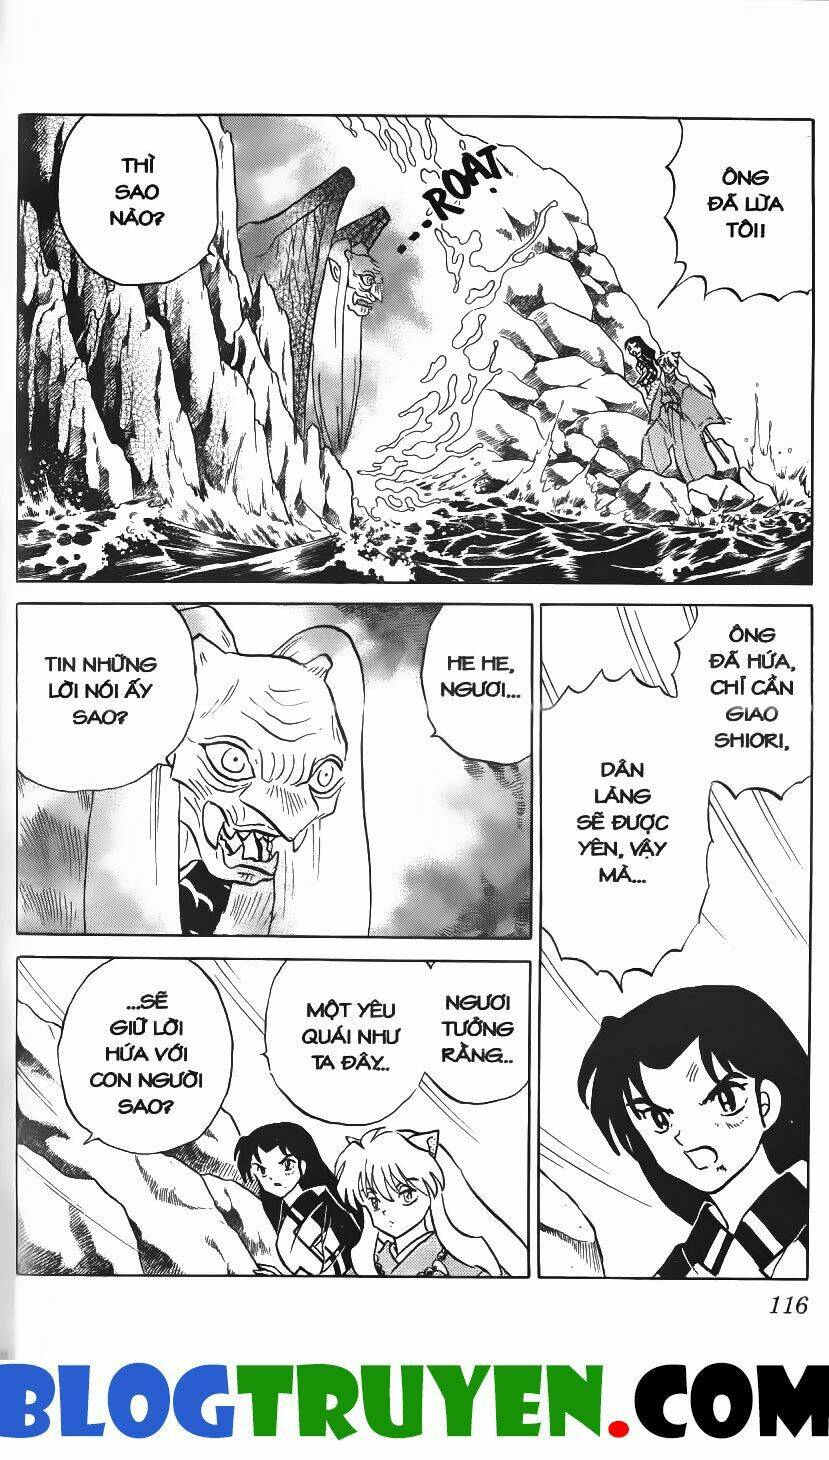 ÔNG
ĐÃ LỪA
TÔI!
...ROẠT
THÌ
SAO
NÀO?
ÔNG
ĐÃ HỨA,
CHỈ CẦN
GIAO
SHIORI,
DÂN
LÀNG
SẼ ĐƯỢC
YÊN, VẬY
MÀ...
HE HE,
NGƯƠI...
TIN NHỮNG
LỜI NÓI ẤY
SAO?
NGƯƠI
TƯỞNG
RẰNG...
MỘT YÊU
QUÁI NHƯ
TA ĐÂY...
...SẼ
GIỮ LỜI
HỨA VỚI
CON NGƯỜI
SAO?
116
BLOGTRUYEN.COM